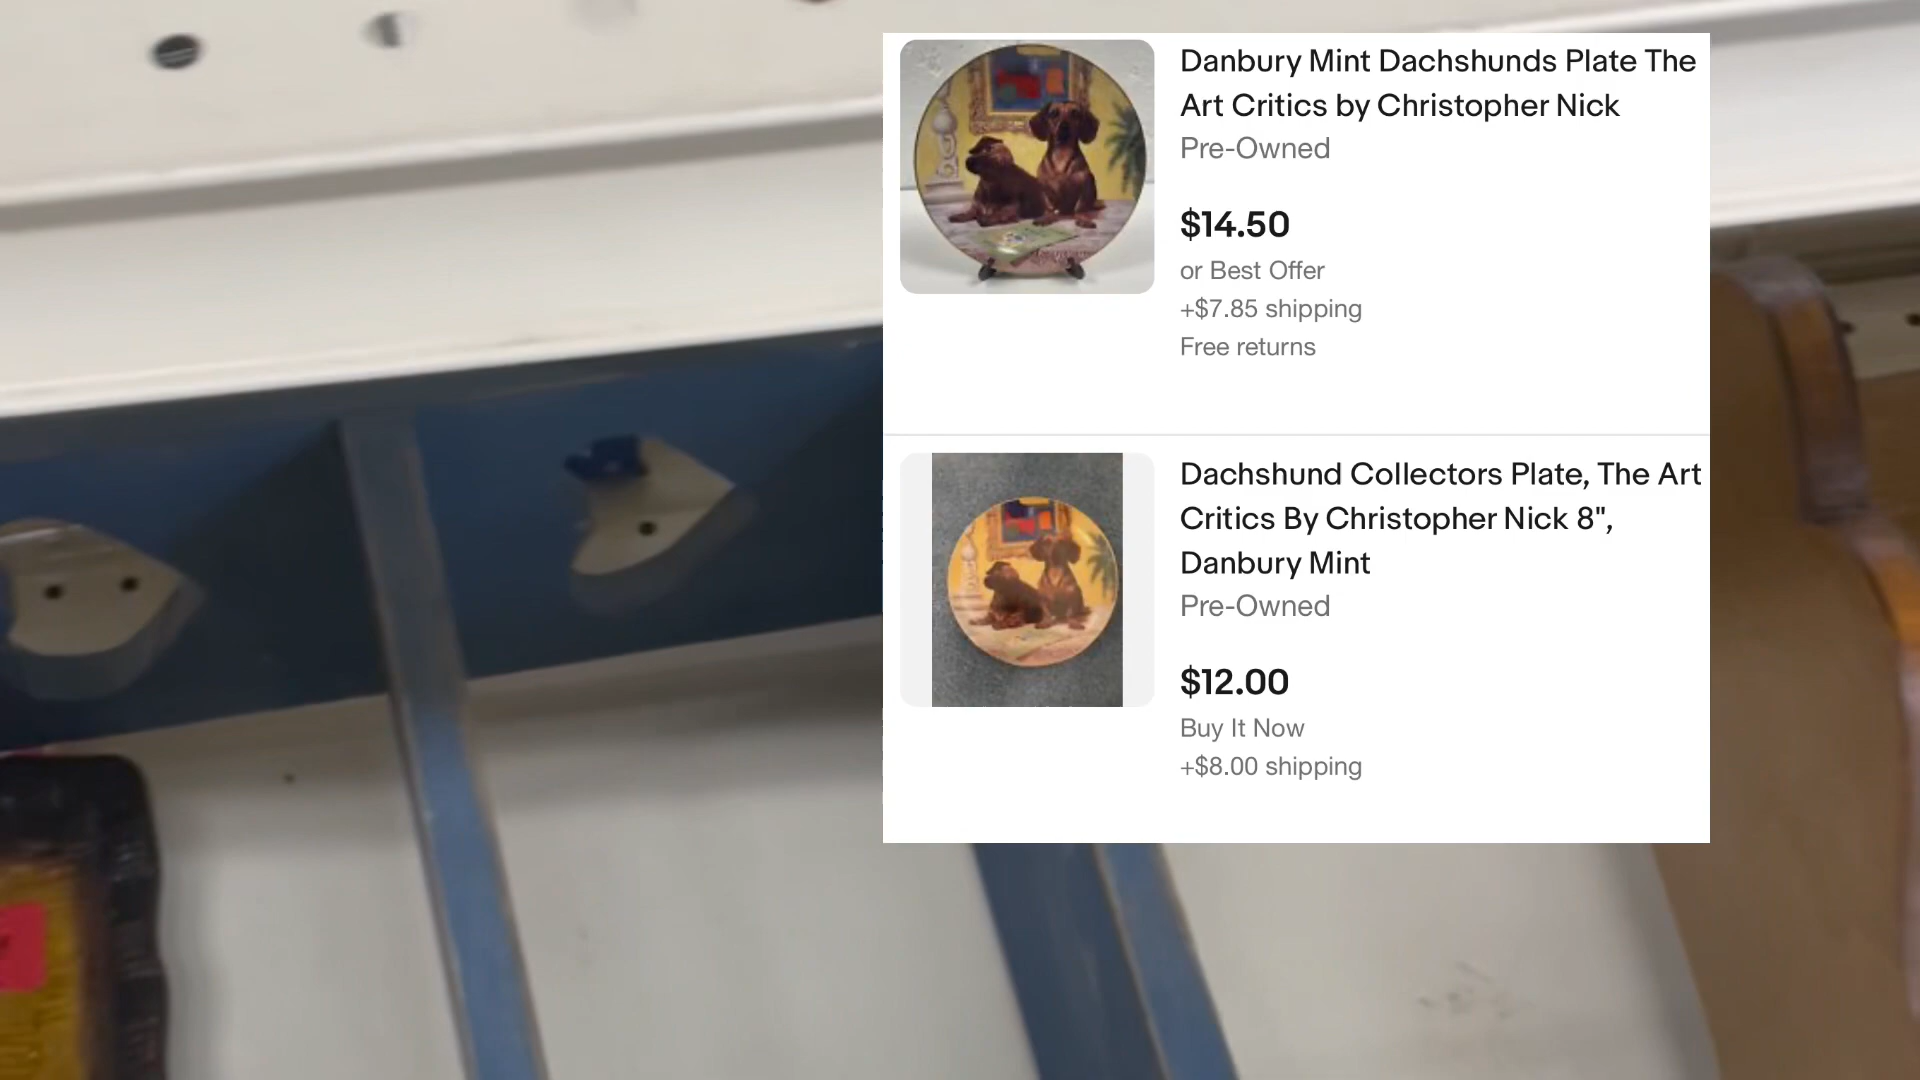 Danbury Mint Dachshunds Plate The
Art Critics by Christopher Nick
Pre-Owned
$14.50
or Best Offer
+$7.85 shipping
Free returns
Dachshund Collectors Plate, The Art
Critics By Christopher Nick 8",
Danbury Mint
Pre-Owned
$12.00
Buy It Now
+$8.00 shipping